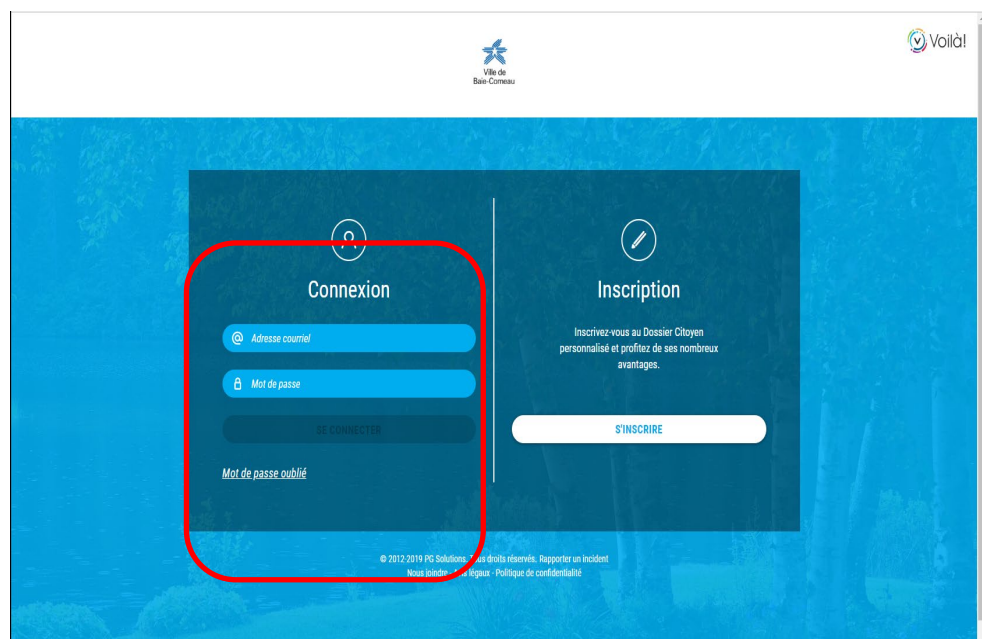 Ville de
Baie-Comeau
Voilà!
Connexion
Adresse courriel
Mot de passe
SE CONNECTER
Mot de passe oublié
Inscription
Inscrivez-vous au Dossier Citoyen
personnalisé et profitez de ses nombreux
avantages.
S'INSCRIRE
© 2012-2019 PG Solutions. Tous droits réservés. Rapporter un incident
Nous joindre - légaux - Politique de confidentialité